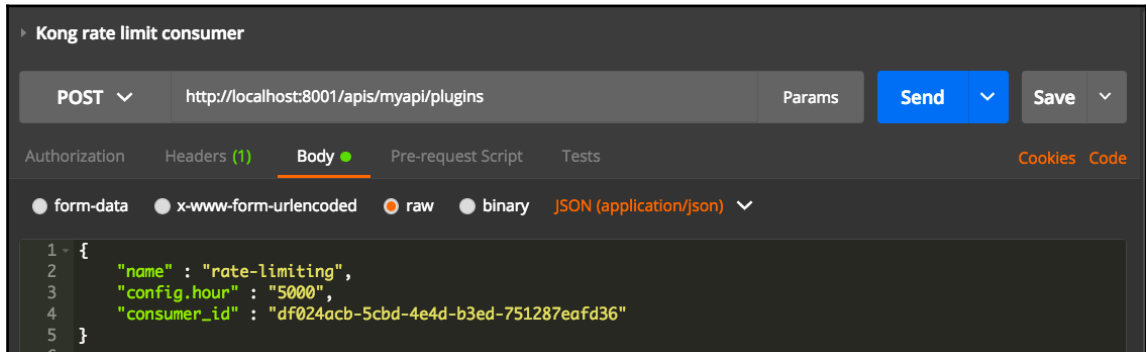 Kong rate limit consumer
POST http://localhost:8001/apis/myapi/plugins Params Send Save
Authorization Headers (1) Body Pre-request Script Tests Cookies Code
form-data x-www-form-urlencoded raw binary JSON (application/json)
1 {
2 "name" : "rate-limiting",
3 "config.hour" : "5000",
4 "consumer_id" : "df024acb-5cbd-4e4d-b3ed-751287eafd36"
5 }